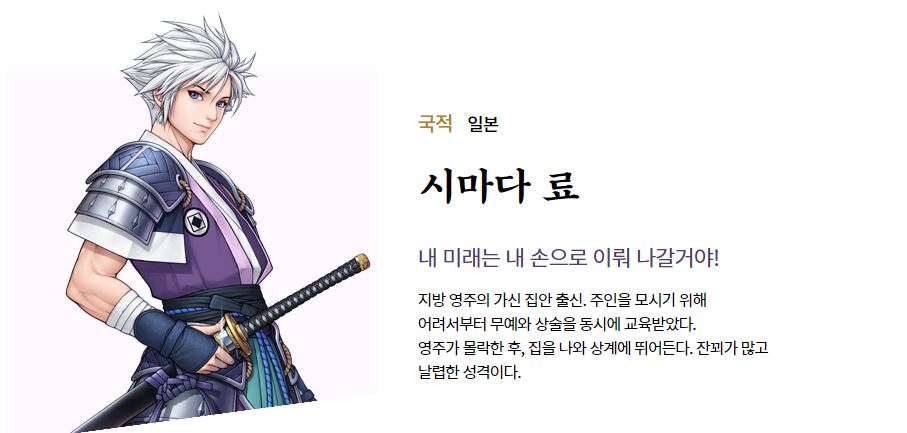 국적 일본
시마다 료
내 미래는 내 손으로 이뤄 나갈거야!
지방 영주의 가신 집안 출신. 주인을 모시기 위해
어려서부터 무예와 상술을 동시에 교육받았다.
영주가 몰락한 후, 집을 나와 상계에 뛰어든다. 잔꾀가 많고
날렵한 성격이다.